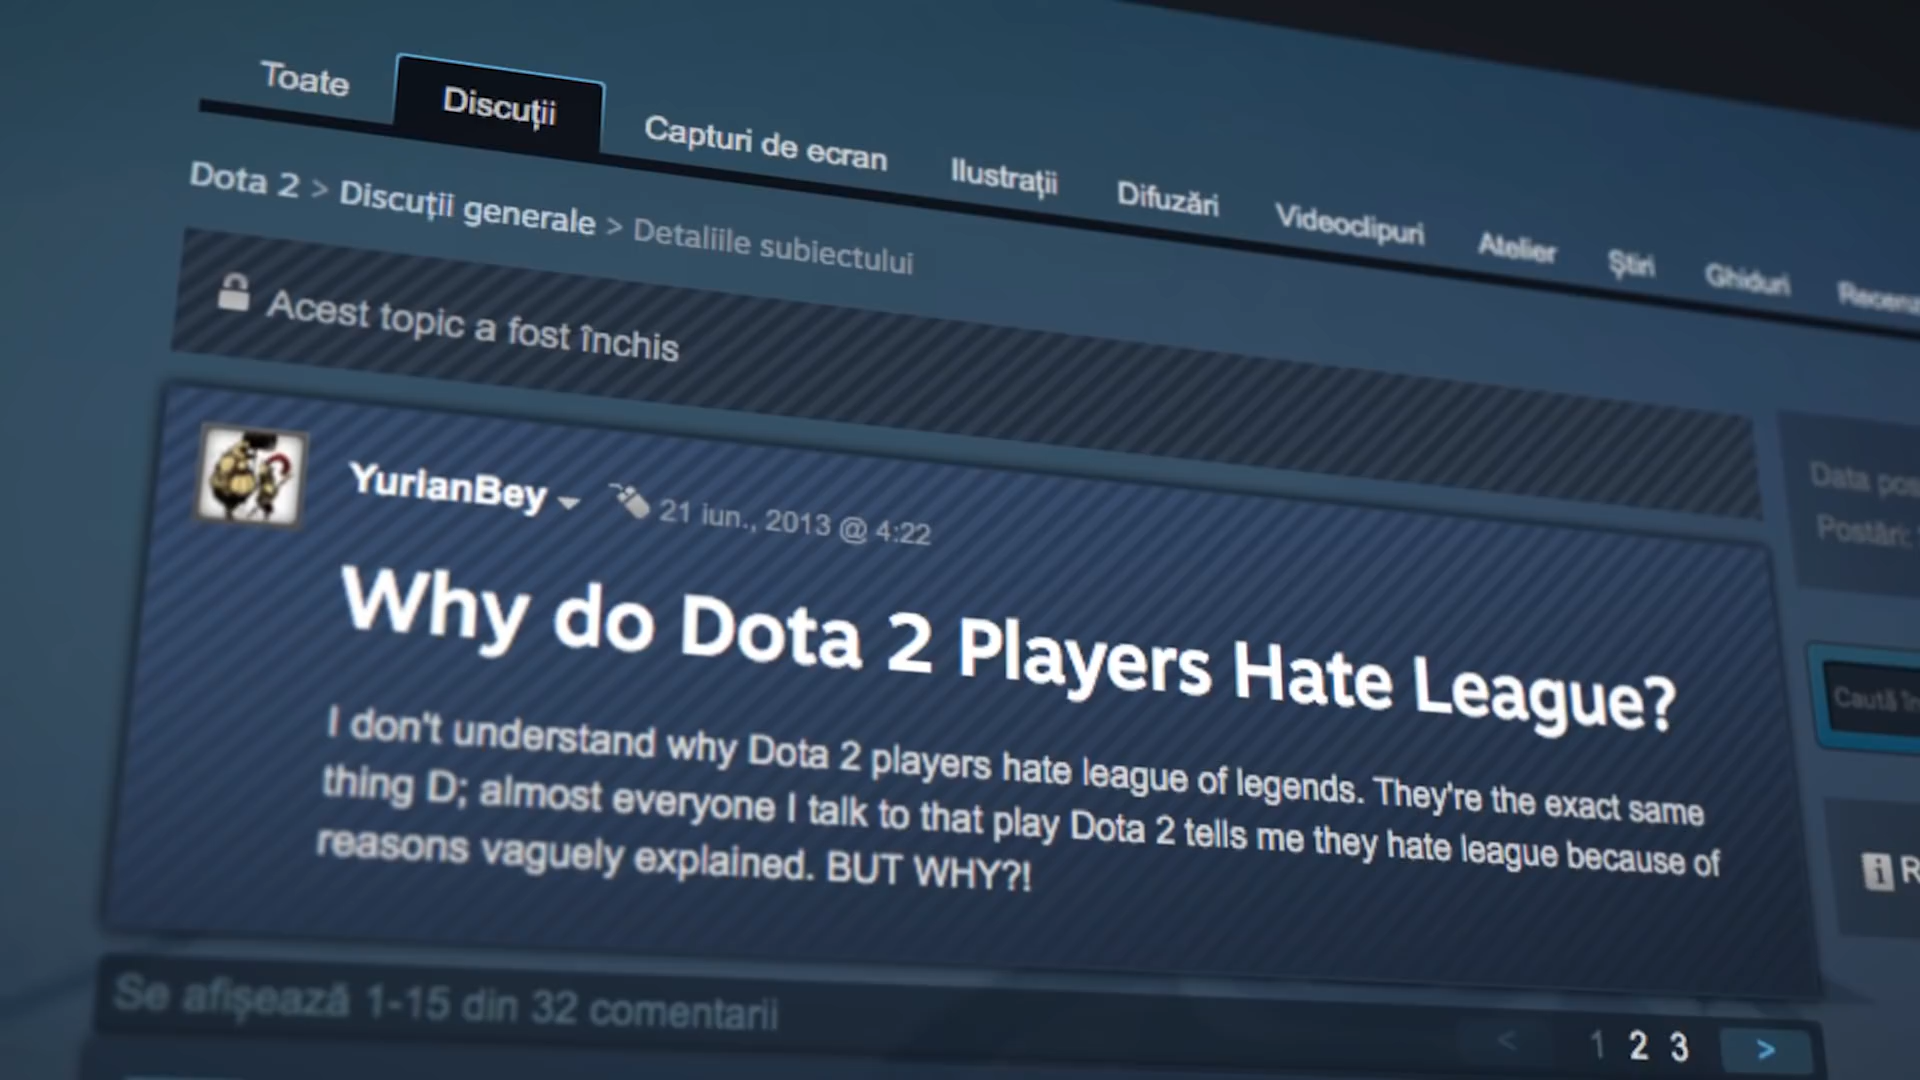 Toate
Discuții
Capturi de ecran
Ilustrații
Difuzări
Videoclipuri
Atelier
Știri
Ghiduri
Dota 2 > Discuții generale > Detaliile subiectului
Acest topic a fost închis
YurianBey
21 iun., 2013 @ 4:22
Why do Dota 2 Players Hate League?
I don't understand why Dota 2 players hate league of legends. They're the exact same
thing D; almost everyone I talk to that play Dota 2 tells me they hate league because of
reasons vaguely explained. BUT WHY?!
Data
Postări:
Caută
Se afișează 1-15 din 32 comentarii
< 1 2 3 >